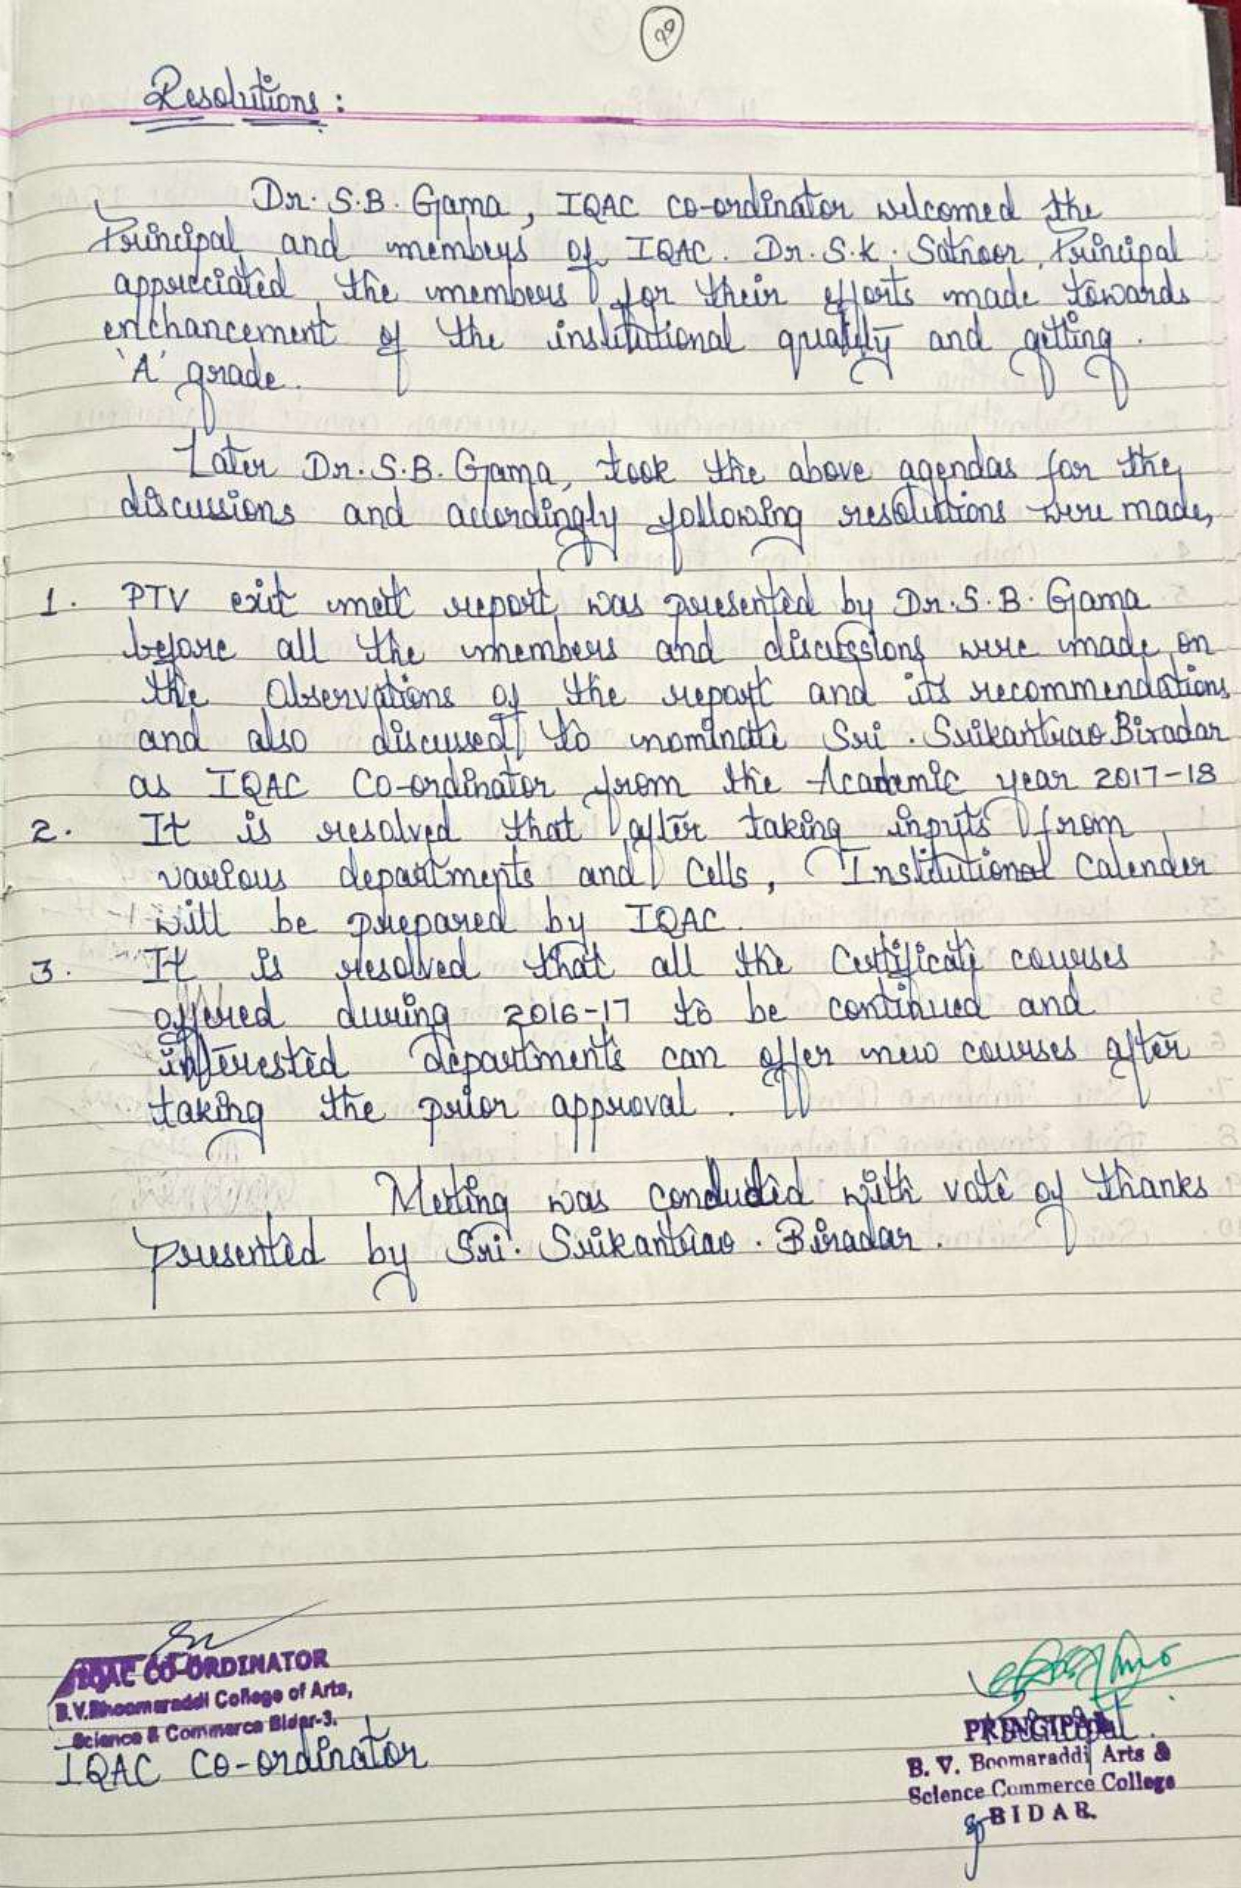 20
Resolutions :
Dr. S.B. Gama, IQAC Co-ordinator welcomed the
Principal and members of IQAC. Dr. S.K. Satnoor, Principal
appreciated the members for their efforts made towards
enchancement of the institutional quality and getting
'A' grade.
Later Dr. S.B. Gama, took the above agendas for the
discussions and accordingly following resolutions were made,
1. PTV exit meet report was presented by Dr. S.B. Gama
before all the members and discussions were made on
the Observations of the report and its recommendations
and also discussed to nominate Sri. Srikantrao Biradar
as IQAC Co-ordinator from the Academic year 2017-18
2. It is resolved that after taking inputs from
various departments and Cells, Institutional Calender
will be prepared by IQAC.
3. It is resolved that all the Certificate courses
offered during 2016-17 to be continued and
interested departments can offer new courses after
taking the prior approval.
Meeting was conducted with vote of thanks
presented by Sri. Srikantrao. Biradar.
IQAC CO-ORDINATOR
B.V.Bhoomaraddi College of Arts,
Science & Commerce Bidar-3.
IQAC Co-ordinator
PRINCIPAL
B. V. Boomaraddi Arts &
Science Commerce College
BIDAR.